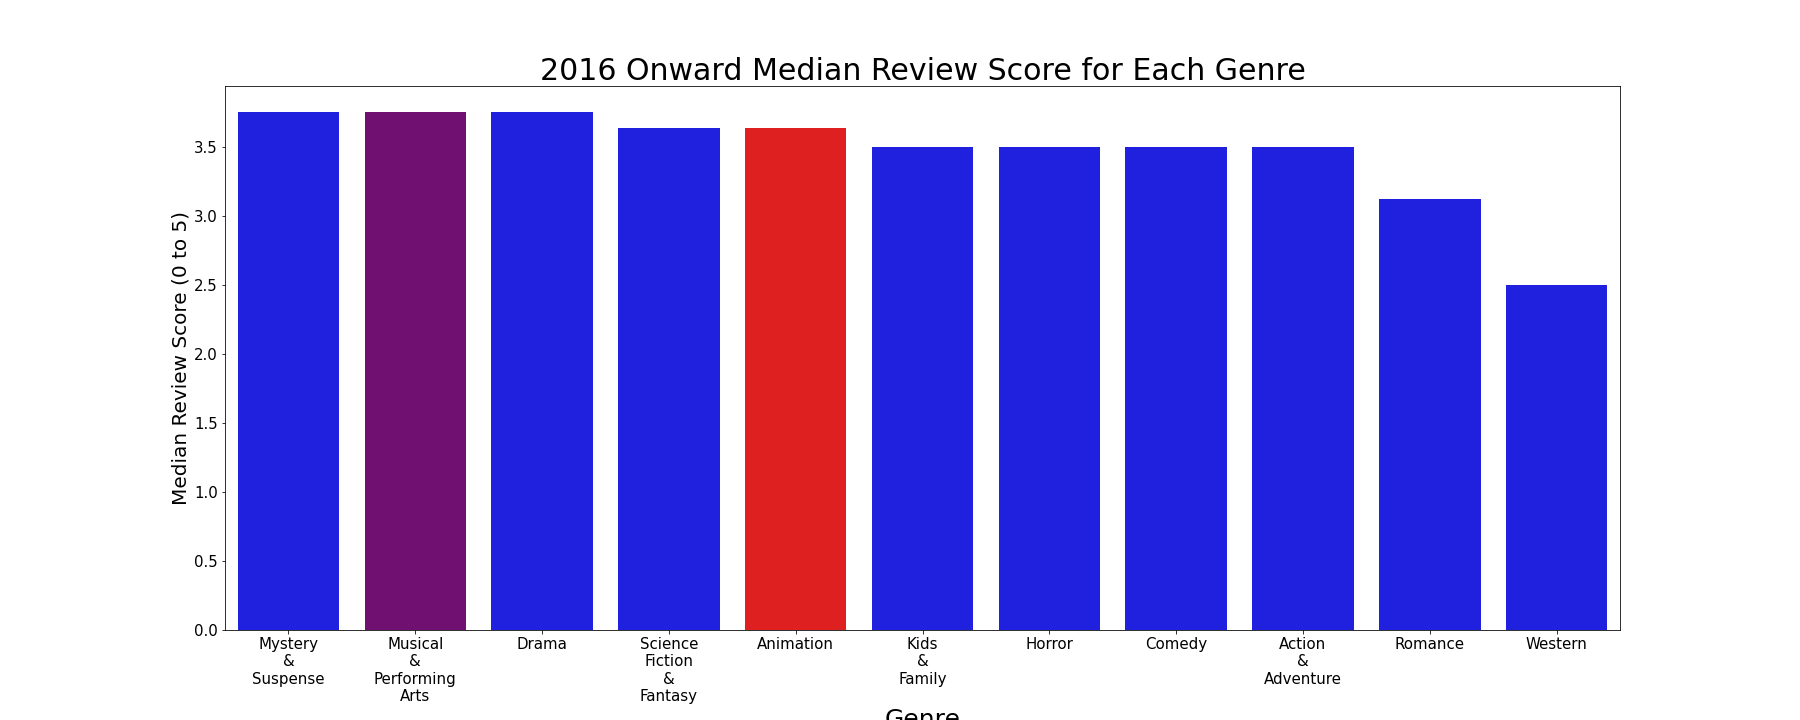 2016 Onward Median Review Score for Each Genre
Median Review Score (0 to 5)
3.5
3.0
2.5
2.0
1.5
1.0
0.5
0.0
Mystery
&
Suspense
Musical
&
Performing
Arts
Drama
Science
Fiction
&
Fantasy
Animation
Kids
&
Family
Horror
Comedy
Action
&
Adventure
Romance
Western
Genre